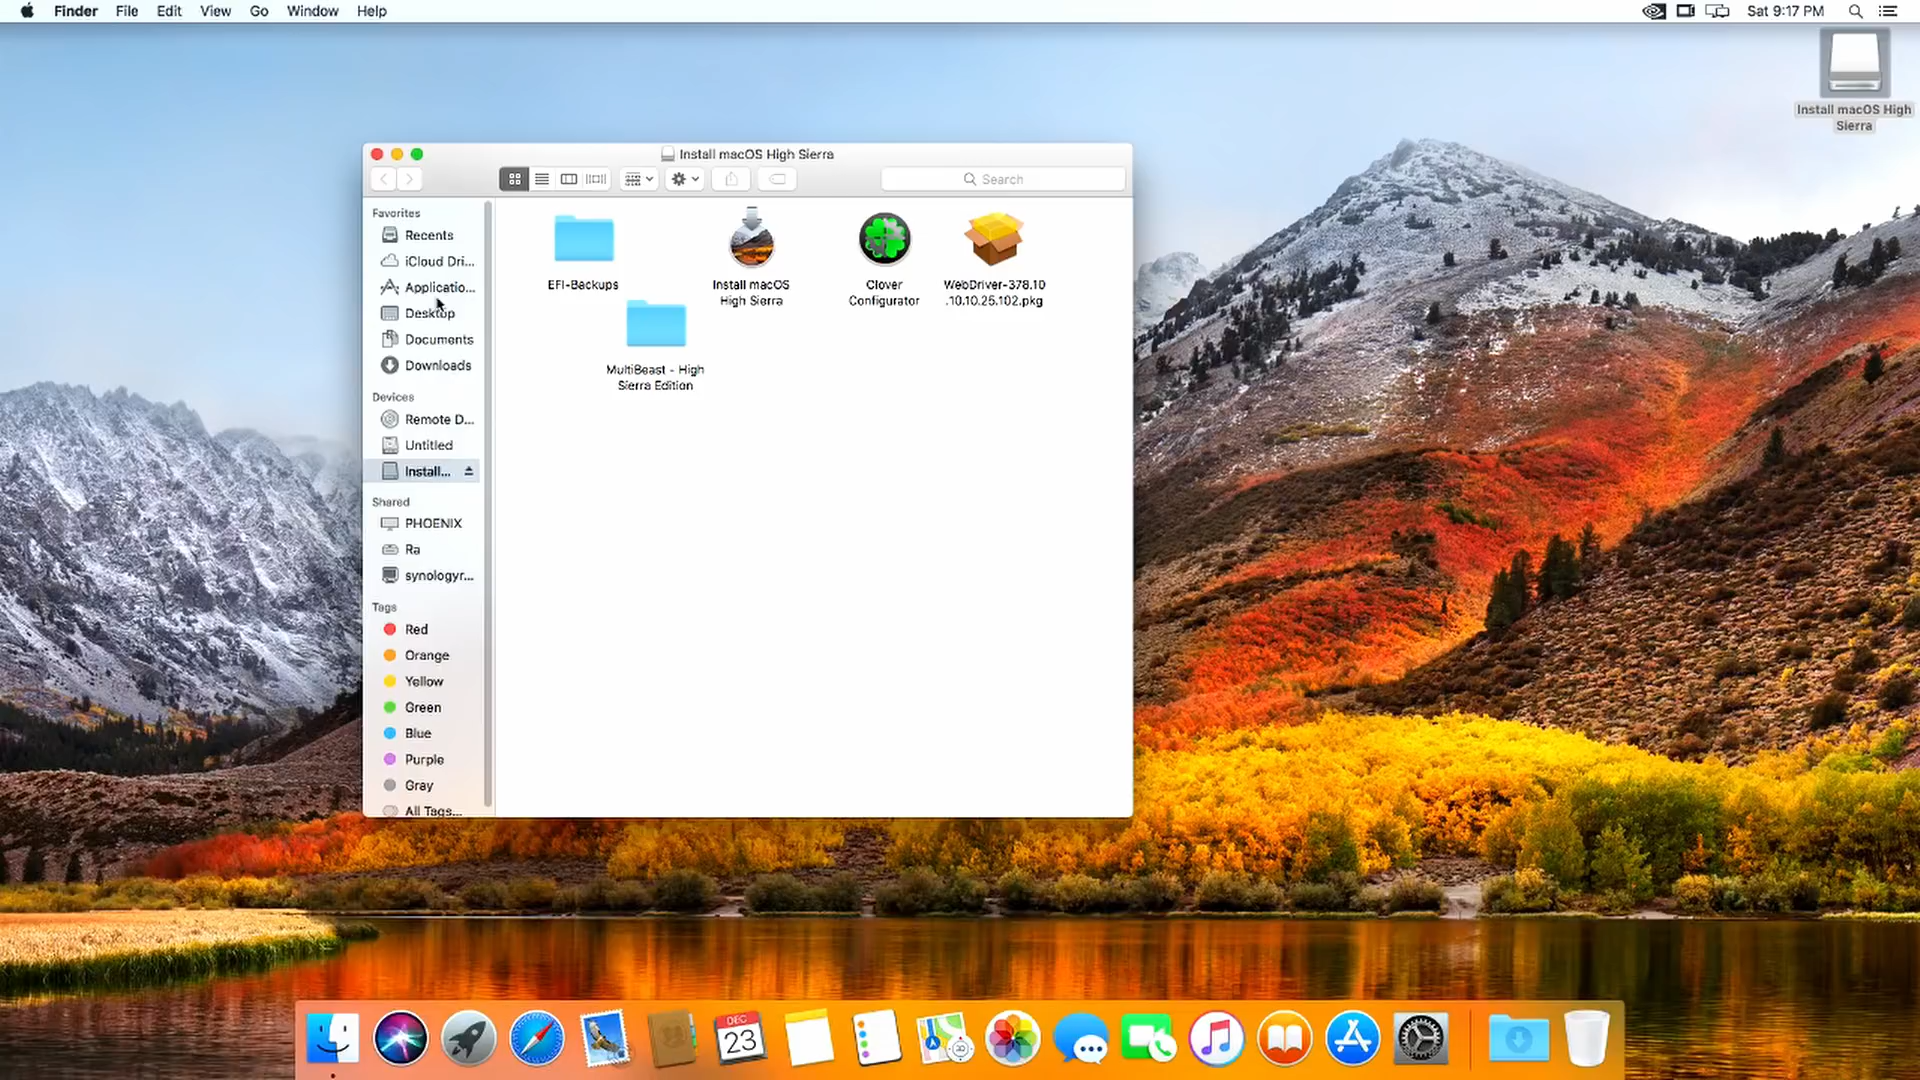 Finder File Edit View Go Window Help
Sat 9:17 PM
Install macOS High
Sierra
Install macOS High Sierra
Search
Favorites
Recents
iCloud Dri...
Applicatio...
Desktop
Documents
Downloads
Devices
Remote D...
Untitled
Install...
Shared
PHOENIX
Ra
synologyr...
Tags
Red
Orange
Yellow
Green
Blue
Purple
Gray
All Tags...
EFI-Backups
Install macOS
High Sierra
Clover
Configurator
WebDriver-378.10
.10.10.25.102.pkg
MultiBeast - High
Sierra Edition
DEC
23